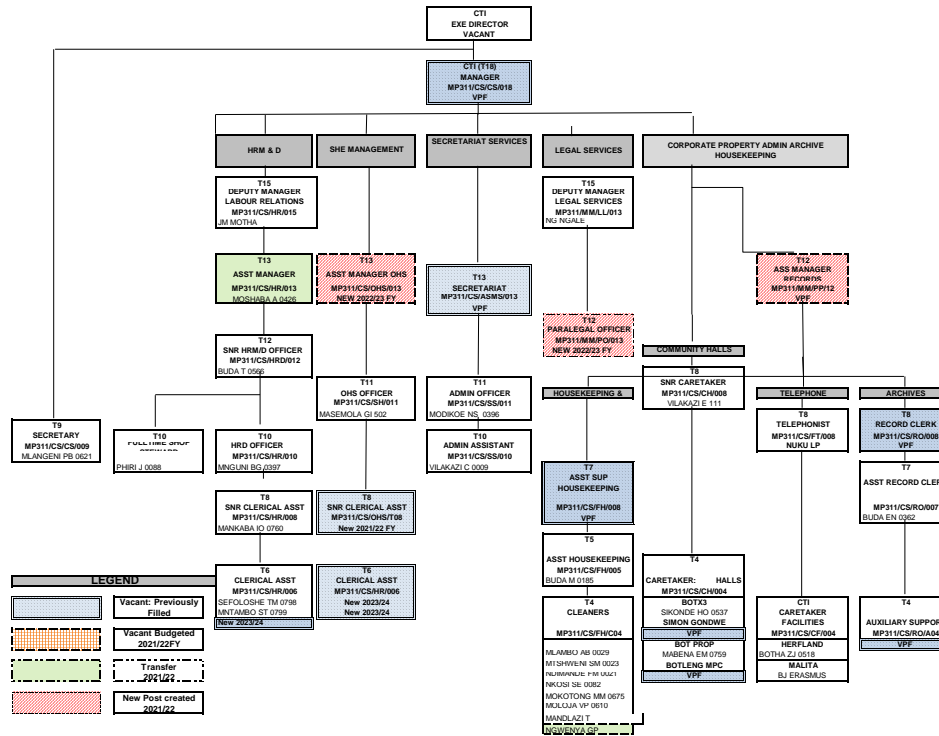 CTI
EXE DIRECTOR
VACANT
CTI (T18)
MANAGER
MP311/CS/CS/018
VPF
HRM & D
SHE MANAGEMENT
SECRETARIAT SERVICES
LEGAL SERVICES
CORPORATE PROPERTY ADMIN ARCHIVE
HOUSEKEEPING
T15
DEPUTY MANAGER
LABOUR RELATIONS
MP311/CS/HR/015
JM MOTHA
T15
DEPUTY MANAGER
LEGAL SERVICES
MP311/MM/LL/013
NG NGALE
T13
ASST MANAGER
MP311/CS/HR/013
MOSHABA A 0426
T13
ASST MANAGER OHS
MP311/CS/OHS/013
NEW 2022/23 FY
T13
SECRETARIAT
MP311/CS/ASMS/013
VPF
T12
ASS MANAGER
RECORDS
MP311/MM/PP/12
VPF
T12
PARALEGAL OFFICER
MP311/MM/PO/013
NEW 2022/23 FY
T12
SNR HRM/D OFFICER
MP311/CS/HRD/012
BUDA T 0566
COMMUNITY HALLS
T8
SNR CARETAKER
MP311/CS/CH/008
VILAKAZI E 111
T11
OHS OFFICER
MP311/CS/SH/011
MASEMOLA GI 502
T11
ADMIN OFFICER
MP311/CS/SS/011
MODIKOE NS 0396
HOUSEKEEPING &
TELEPHONE
ARCHIVES
T9
SECRETARY
MP311/CS/CS/009
MLANGENI PB 0621
T10
FULLTIME SHOP
STEWARD
PHIRI J 0088
T10
HRD OFFICER
MNGUNI BG 0397
T10
ADMIN ASSISTANT
MP311/CS/SS/010
VILAKAZI C 0009
T8
TELEPHONIST
MP311/CS/FT/008
NUKU LP
T8
RECORD CLERK
MP311/CS/RO/008
VPF
T7
ASST SUP
HOUSEKEEPING
MP311/CS/FH/008
VPF
T7
ASST RECORD CLER
MP311/CS/RO/007
BUDA EN 0362
T8
SNR CLERICAL ASST
MP311/CS/HR/008
MANKABA IO 0760
T8
SNR CLERICAL ASST
MP311/CS/OHS/T08
New 2021/22 FY
T5
ASST HOUSEKEEPING
MP311/CS/FH/005
BUDA M 0185
T6
CLERICAL ASST
MP311/CS/HR/006
SEFOLOSHE TM 0798
MNTAMBO ST 0799
New 2023/24
T6
CLERICAL ASST
MP311/CS/HR/006
New 2023/24
New 2023/24
T4
CLEANERS
MP311/CS/FH/C04
MLAMBO AB 0029
MTSHWENI SM 0023
NDIMANDE FM 0021
NKOSI SE 0082
MOKOTONG MM 0675
MOLOJA VP 0610
MANDLAZI T
NGWENYA GP
T4
CARETAKER: HALLS
MP311/CS/CH/004
BOTX3
SIKONDE HO 0537
SIMON GONDWE
VPF
BOT PROP
MABENA EM 0759
BOTLENG MPC
VPF
CTI
CARETAKER
FACILITIES
MP311/CS/CF/004
HERFLAND
BOTHA ZJ 0518
MALITA
BJ ERASMUS
T4
AUXILIARY SUPPOR
MP311/CS/RO/A04
VPF
LEGEND
Vacant: Previously
Filled
Vacant Budgeted
2021/22FY
Transfer
2021/22
New Post created
2021/22